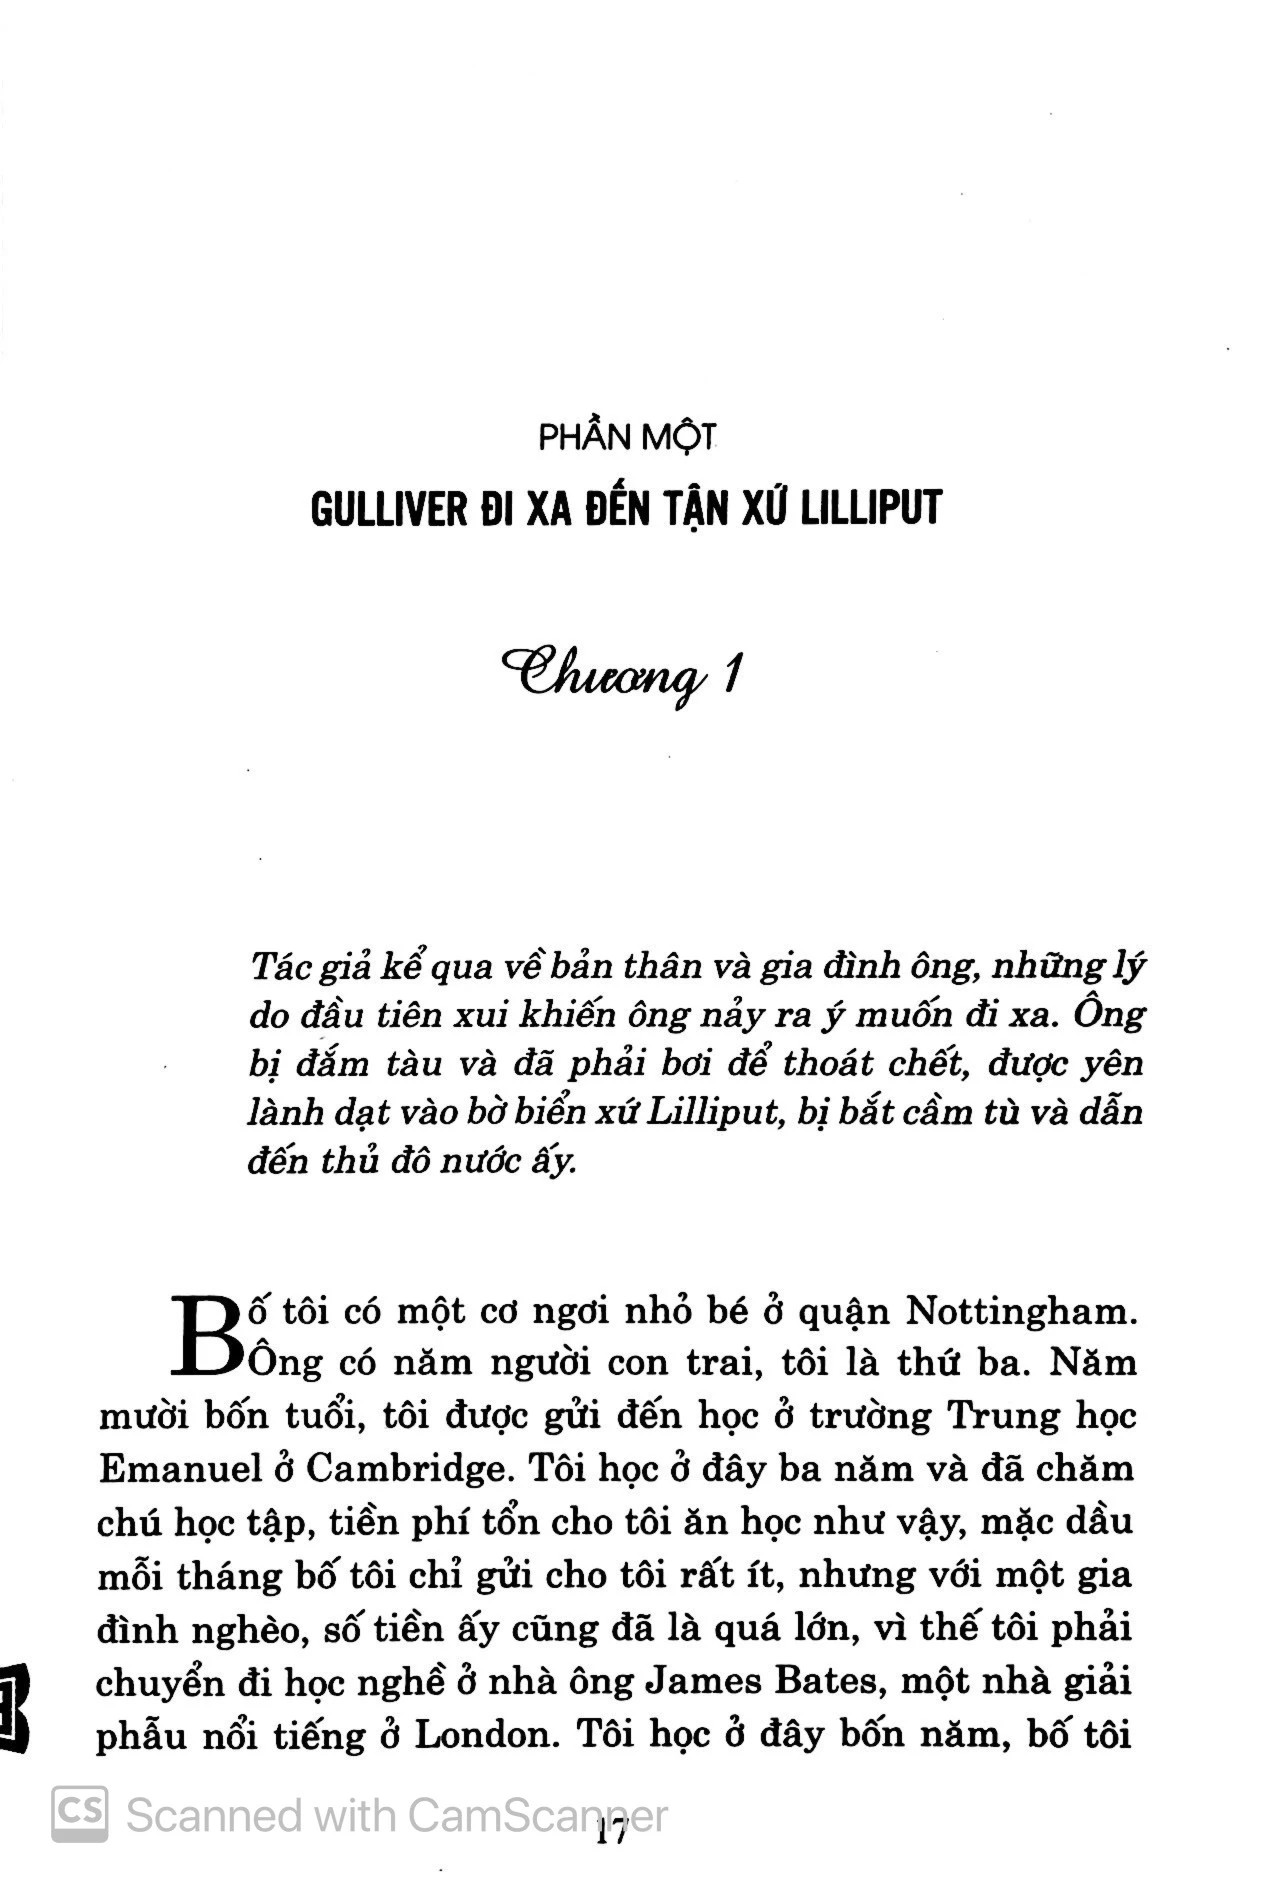 PHẦN MỘT
GULLIVER ĐI XA ĐẾN TẬN XỨ LILLIPUT
Chương 1
Tác giả kể qua về bản thân và gia đình ông, những lý
do đầu tiên xui khiến ông nảy ra ý muốn đi xa. Ông
bị đắm tàu và đã phải bơi để thoát chết, được yên
lành dạt vào bờ biển xứ Lilliput, bị bắt cầm tù và dẫn
đến thủ đô nước ấy.
Bố tôi có một cơ ngơi nhỏ bé ở quận Nottingham.
Ông có năm người con trai, tôi là thứ ba. Năm
mười bốn tuổi, tôi được gửi đến học ở trường Trung học
Emanuel ở Cambridge. Tôi học ở đây ba năm và đã chăm
chú học tập, tiền phí tổn cho tôi ăn học như vậy, mặc dầu
mỗi tháng bố tôi chỉ gửi cho tôi rất ít, nhưng với một gia
đình nghèo, số tiền ấy cũng đã là quá lớn, vì thế tôi phải
chuyển đi học nghề ở nhà ông James Bates, một nhà giải
phẫu nổi tiếng ở London. Tôi học ở đây bốn năm, bố tôi
CS Scanned with CamScanner
17